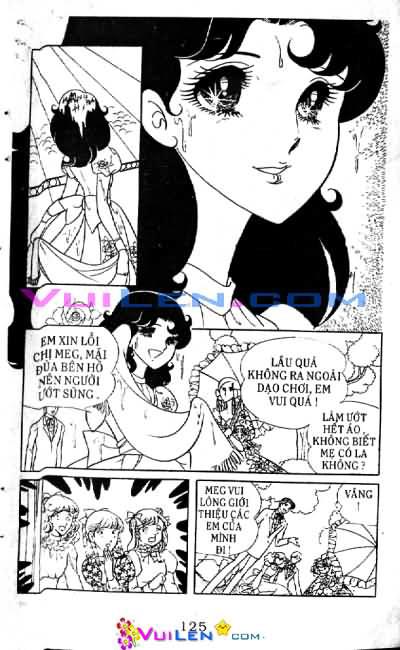 VuiLen.com
EM XIN LỖI
CHỊ MEG, MẢI
ĐÙA BÊN HỒ
NÊN NGƯỜI
ƯỚT SŨNG.
LÂU QUÁ
KHÔNG RA NGOÀI
DẠO CHƠI, EM
VUI QUÁ !
LÀM ƯỚT
HẾT ÁO,
KHÔNG BIẾT
MẸ CÓ LA
KHÔNG ?
MEG VUI
LÒNG GIỚI
THIỆU CÁC
EM CỦA
MÌNH
ĐI !
VÂNG
!
125
VuiLen.com